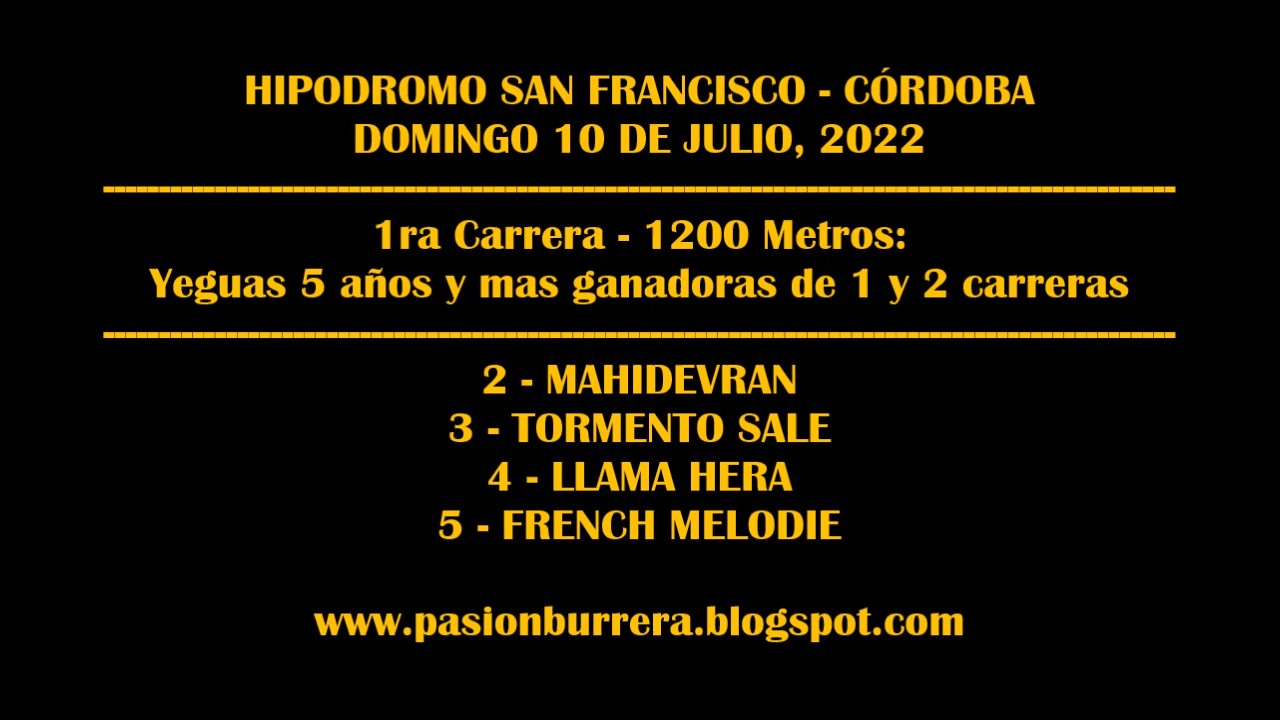 HIPODROMO SAN FRANCISCO - CÓRDOBA
DOMINGO 10 DE JULIO, 2022
1ra Carrera - 1200 Metros:
Yeguas 5 años y mas ganadoras de 1 y 2 carreras
2 - MAHIDEVRAN
3 - TORMENTO SALE
4 - LLAMA HERA
5 - FRENCH MELODIE
www.pasionburrera.blogspot.com